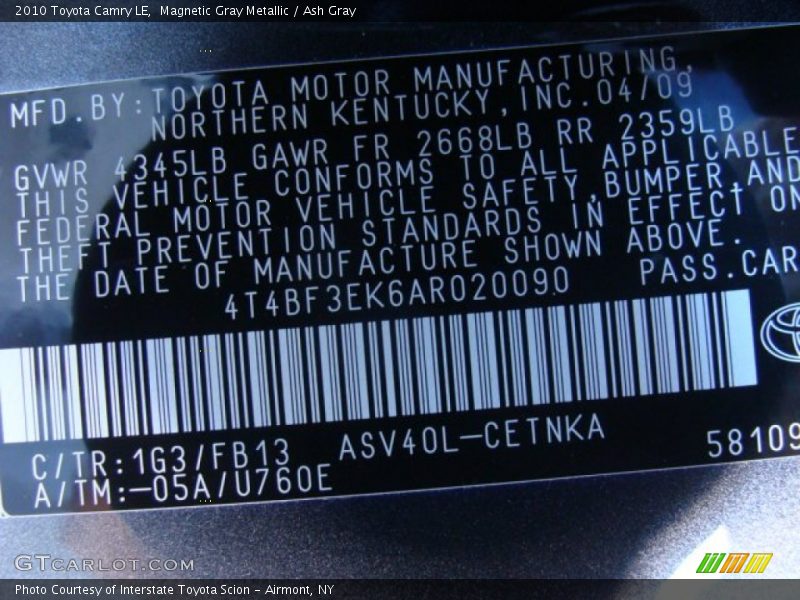 2010 Toyota Camry LE,  Magnetic Gray Metallic / Ash Gray
MFD.BY:TOYOTA MOTOR MANUFACTURING,
NORTHERN KENTUCKY,INC.04/09
GVWR 4345LB GAWR FR 2668LB RR 2359LB
THIS VEHICLE CONFORMS TO ALL APPLICABLE
FEDERAL MOTOR VEHICLE SAFETY,BUMPER,AND
THEFT PREVENTION STANDARDS IN EFFECT ON
THE DATE OF MANUFACTURE SHOWN ABOVE.
4T4BF3EK6AR020090 PASS.CAR
C/TR:1G3/FB13 ASV40L-CETNKA
A/TM:-05A/U760E 58109
GTCARLOT.COM
Photo Courtesy of Interstate Toyota Scion - Airmont, NY